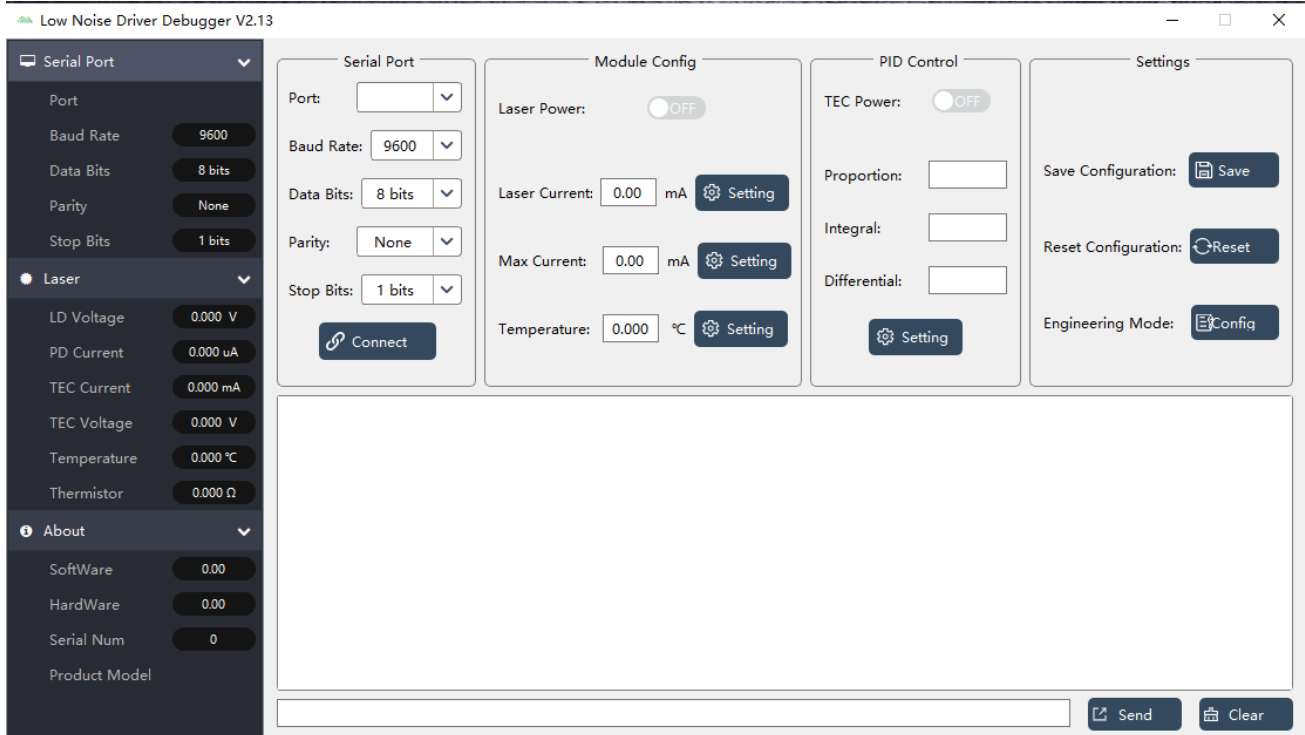 Low Noise Driver Debugger V2.13
Serial Port
Port
Baud Rate 9600
Data Bits 8 bits
Parity None
Stop Bits 1 bits
Laser
LD Voltage 0.000 V
PD Current 0.000 uA
TEC Current 0.000 mA
TEC Voltage 0.000 V
Temperature 0.000 ℃
Thermistor 0.000 Ω
About
SoftWare 0.00
HardWare 0.00
Serial Num 0
Product Model
Serial Port
Port:
Baud Rate: 9600
Data Bits: 8 bits
Parity: None
Stop Bits: 1 bits
Connect
Module Config
Laser Power: OFF
Laser Current: 0.00 mA Setting
Max Current: 0.00 mA Setting
Temperature: 0.000 ℃ Setting
PID Control
TEC Power: OFF
Proportion:
Integral:
Differential:
Setting
Settings
Save Configuration: Save
Reset Configuration: Reset
Engineering Mode: Config
Send Clear